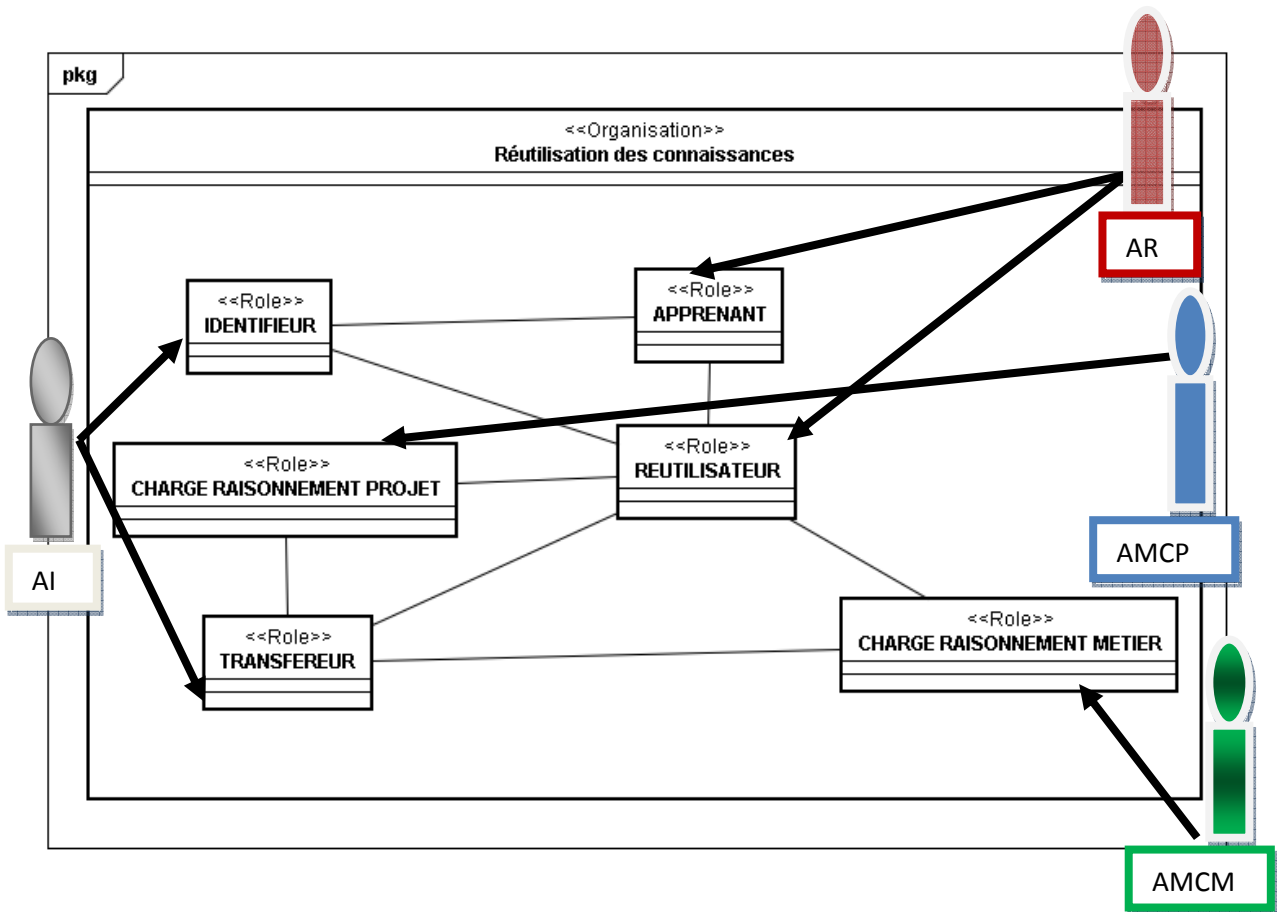 pkg
<<Organisation>>
Réutilisation des connaissances
AR
<<Role>>
IDENTIFIEUR
<<Role>>
APPRENANT
<<Role>>
CHARGE RAISONNEMENT PROJET
<<Role>>
REUTILISATEUR
AMCP
AI
<<Role>>
TRANSFEREUR
<<Role>>
CHARGE RAISONNEMENT METIER
AMCM